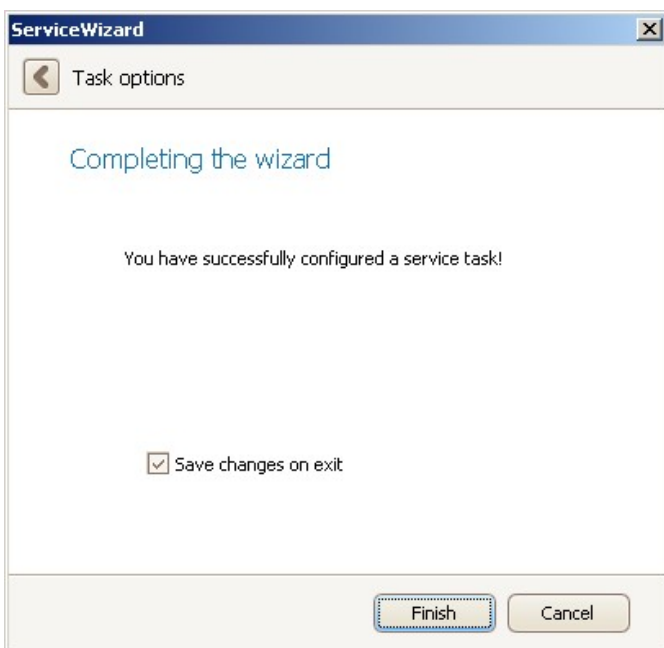 ServiceWizard
Task options
Completing the wizard
You have successfully configured a service task!
Save changes on exit
Finish
Cancel